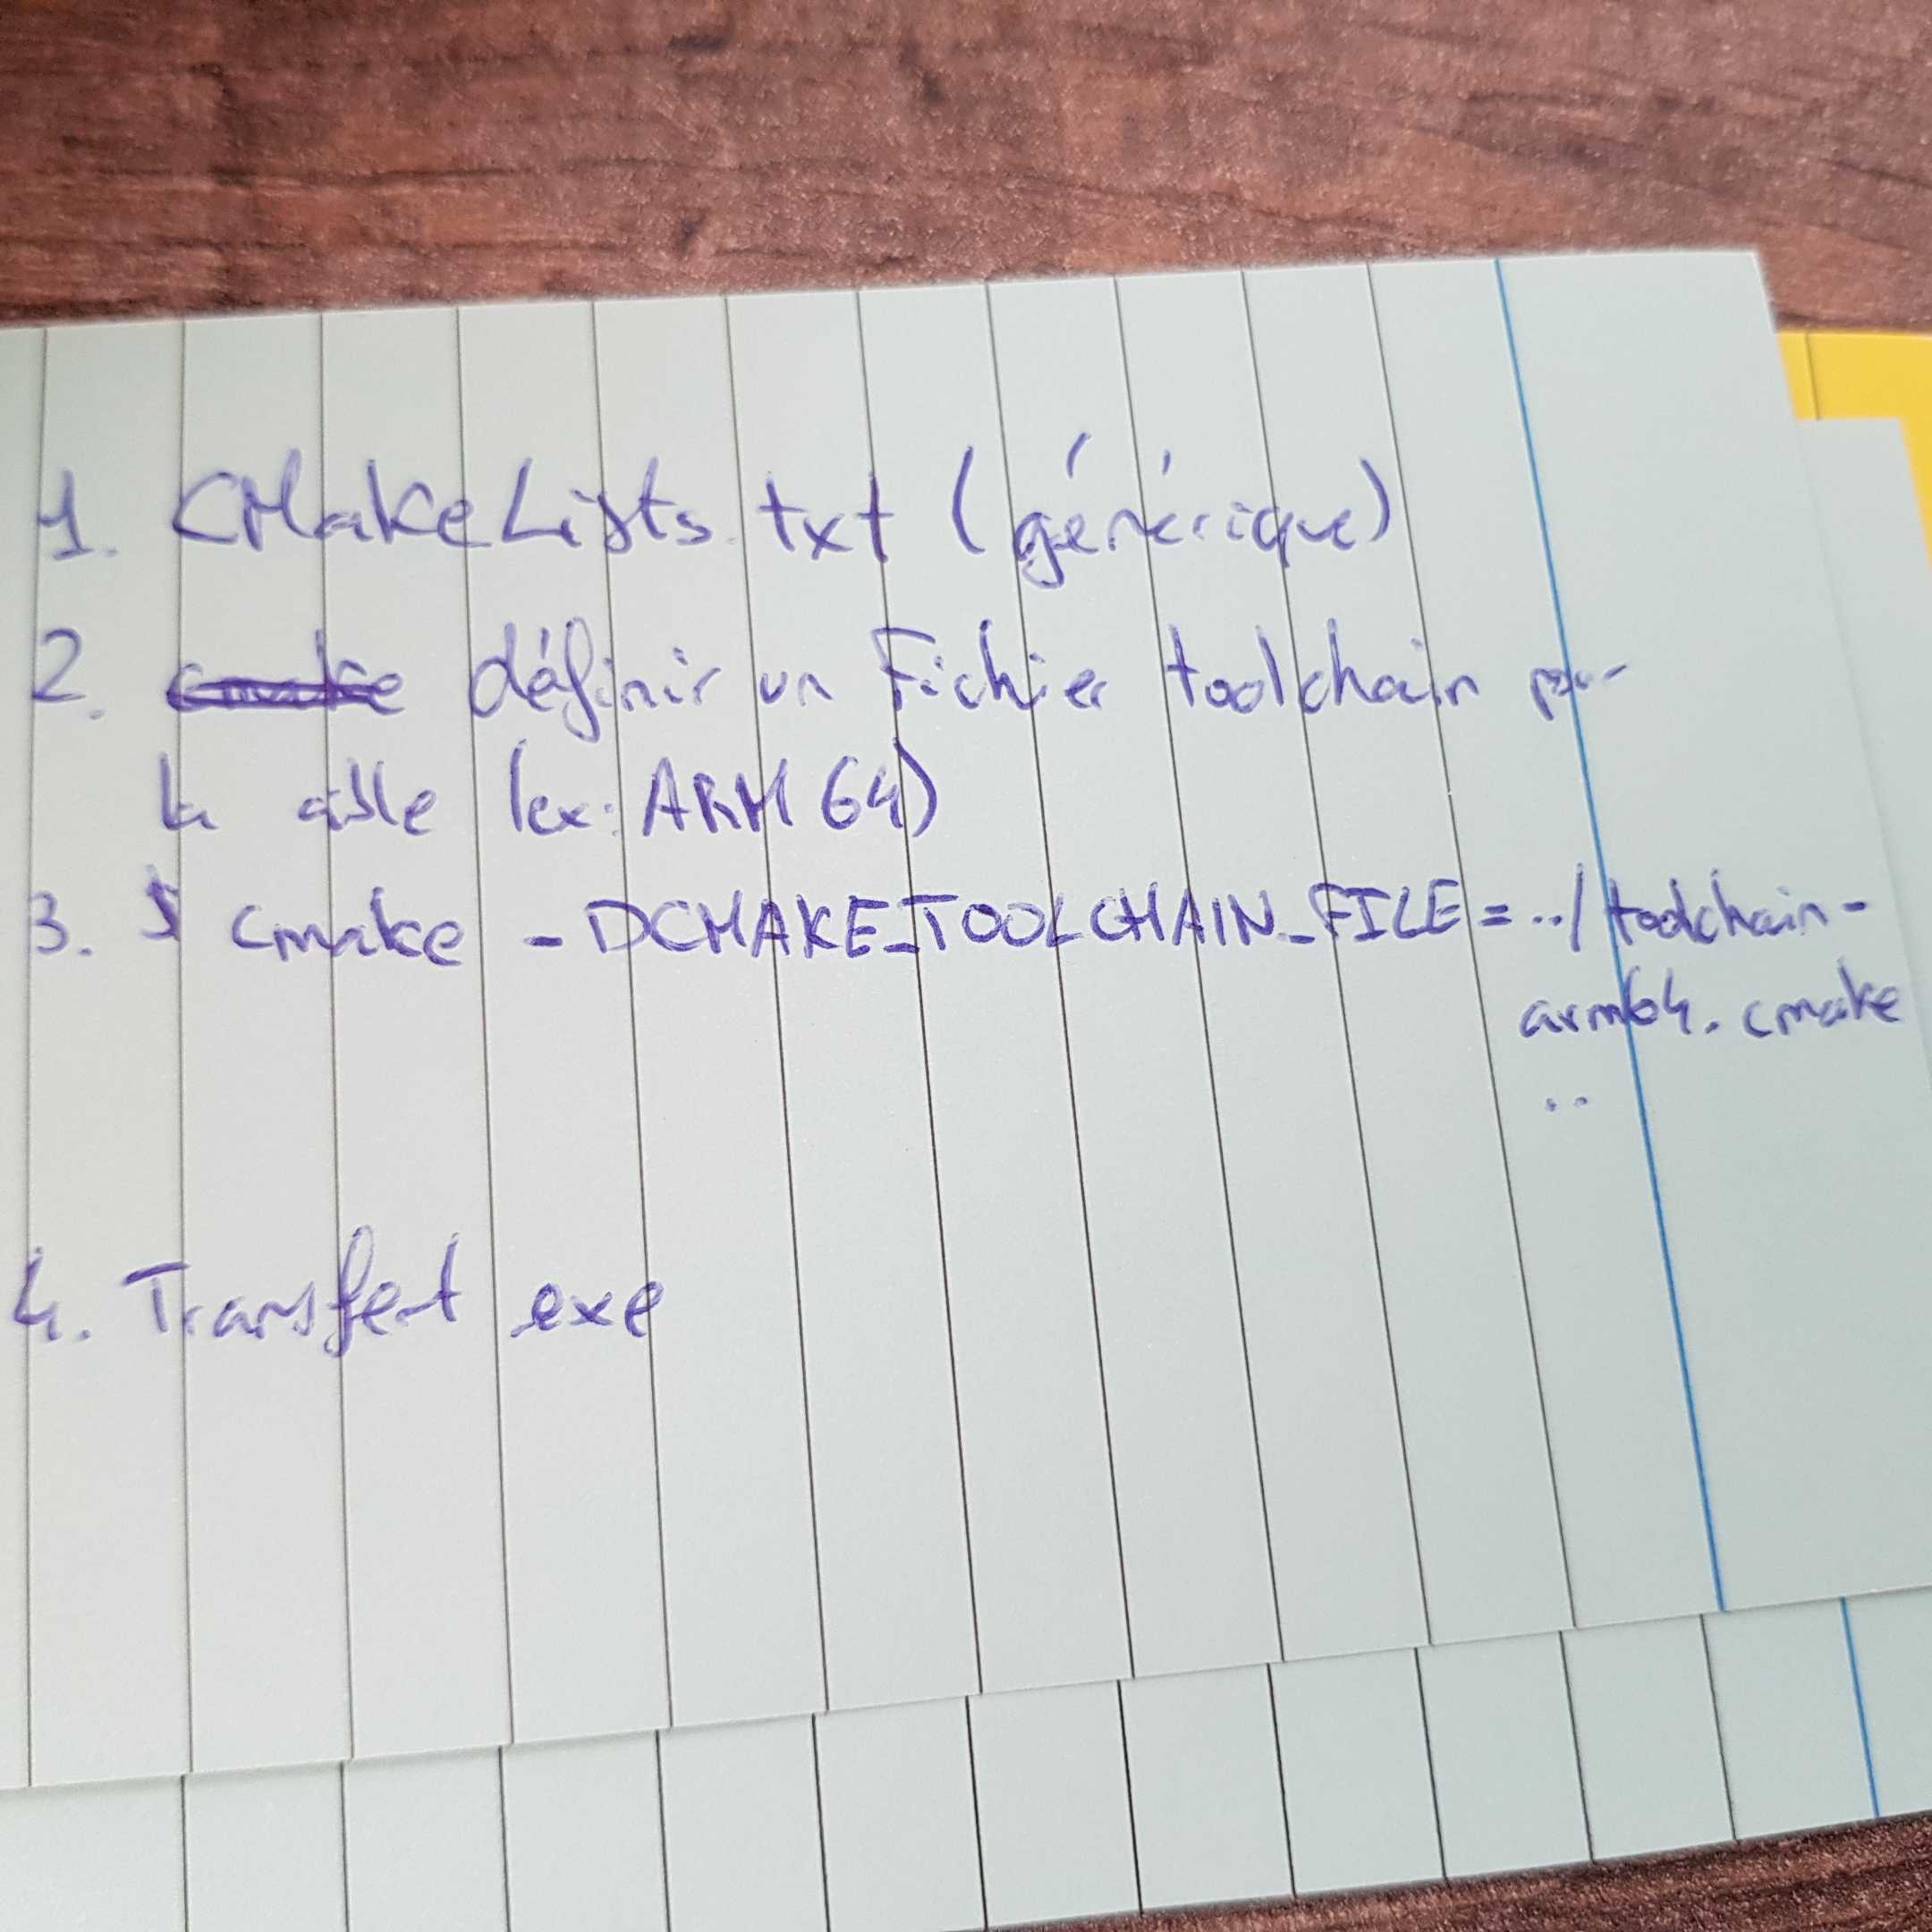 1. CMakeLists.txt (générique)
2. cmake définir un Fichier toolchain pour
la cible (ex: ARM 64)
3. $ cmake -DCMAKE_TOOLCHAIN_FILE=../toolchain-
arm64.cmake
..
4. Transfert exe